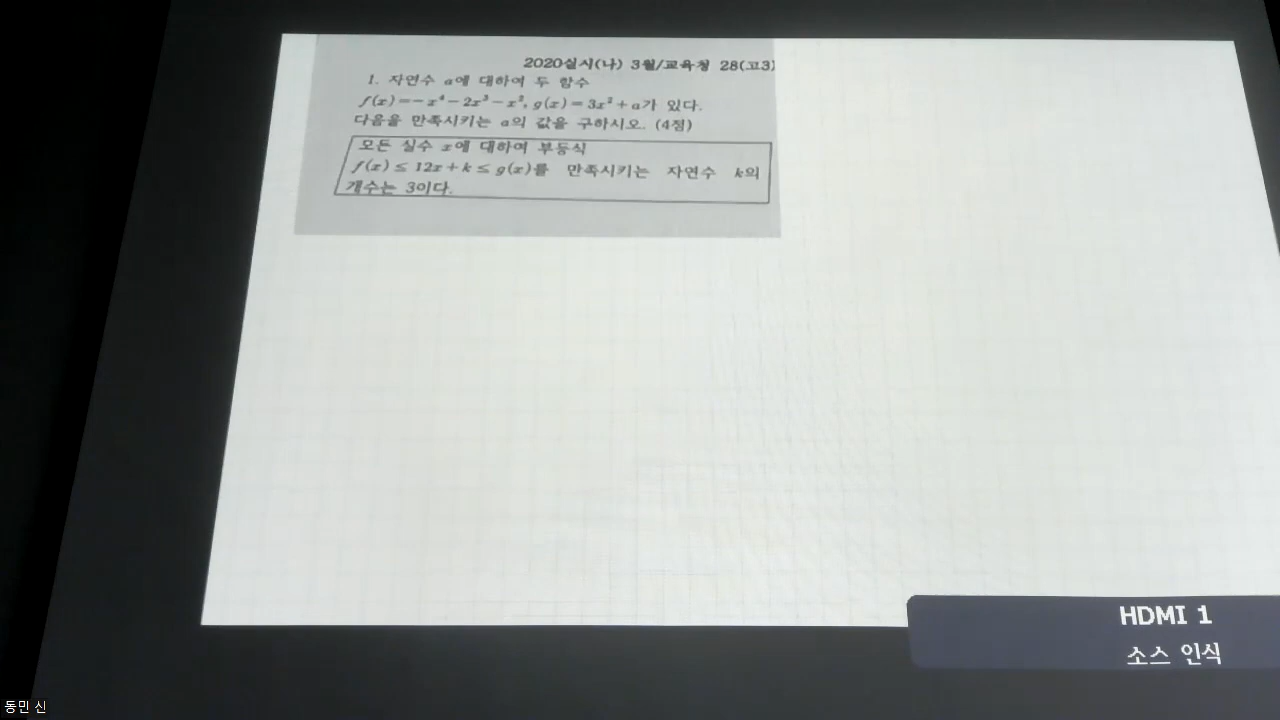 2020실시(나) 3월/교육청 28(고3)
1. 자연수 a에 대하여 두 함수
f(x)=-x⁴-2x³-x², g(x)=3x²+a가 있다.
다음을 만족시키는 a의 값을 구하시오. (4점)
모든 실수 x에 대하여 부등식
f(x)≤12x+k≤g(x)를 만족시키는 자연수 k의
개수는 3이다.
HDMI 1
소스 인식
동민 신